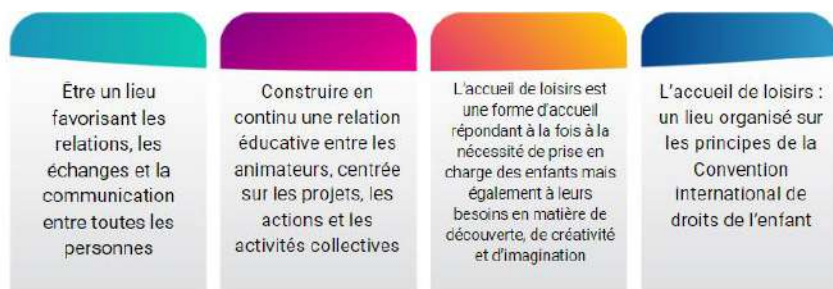 Être un lieu
favorisant les
relations, les
échanges et la
communication
entre toutes les
personnes
Construire en
continu une relation
éducative entre les
animateurs, centrée
sur les projets, les
actions et les
activités collectives
L'accueil de loisirs est
une forme d'accueil
répondant à la fois à la
nécessité de prise en
charge des enfants mais
également à leurs
besoins en matière de
découverte, de créativité
et d'imagination
L'accueil de loisirs :
un lieu organisé sur
les principes de la
Convention
international de
droits de l'enfant